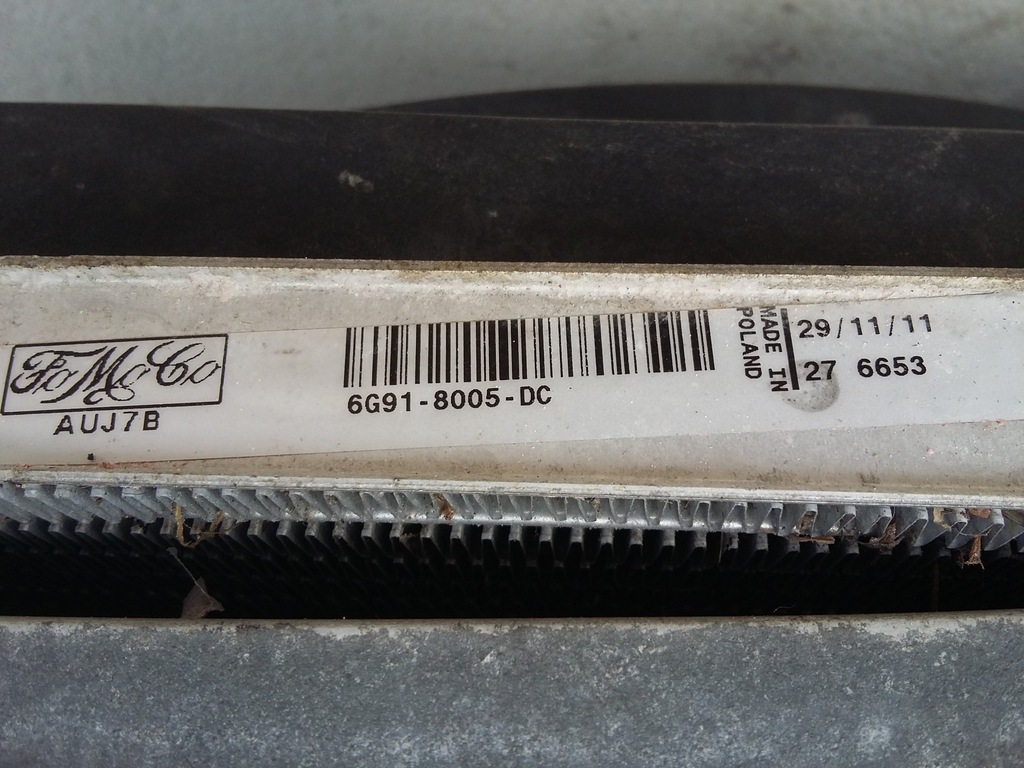 FoMoCo
AUJ7B
6G91-8005-DC
MADE IN
POLAND
29/11/11
27 6653